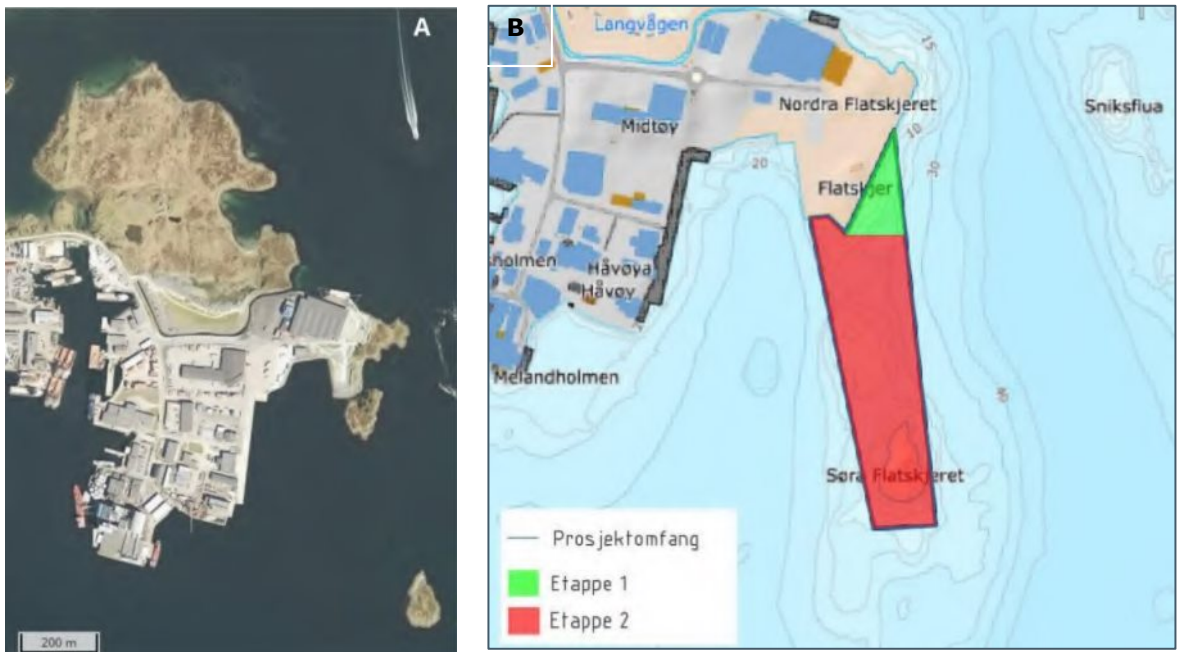 A
200 m
B
Langvågen
15
Nordra Flatskjeret
Sniksflua
Midtøy
10
20
30
Flatskjer
sholmen
Håvøya
Håvøy
Melandholmen
Søra Flatskjeret
Prosjektomfang
Etappe 1
Etappe 2